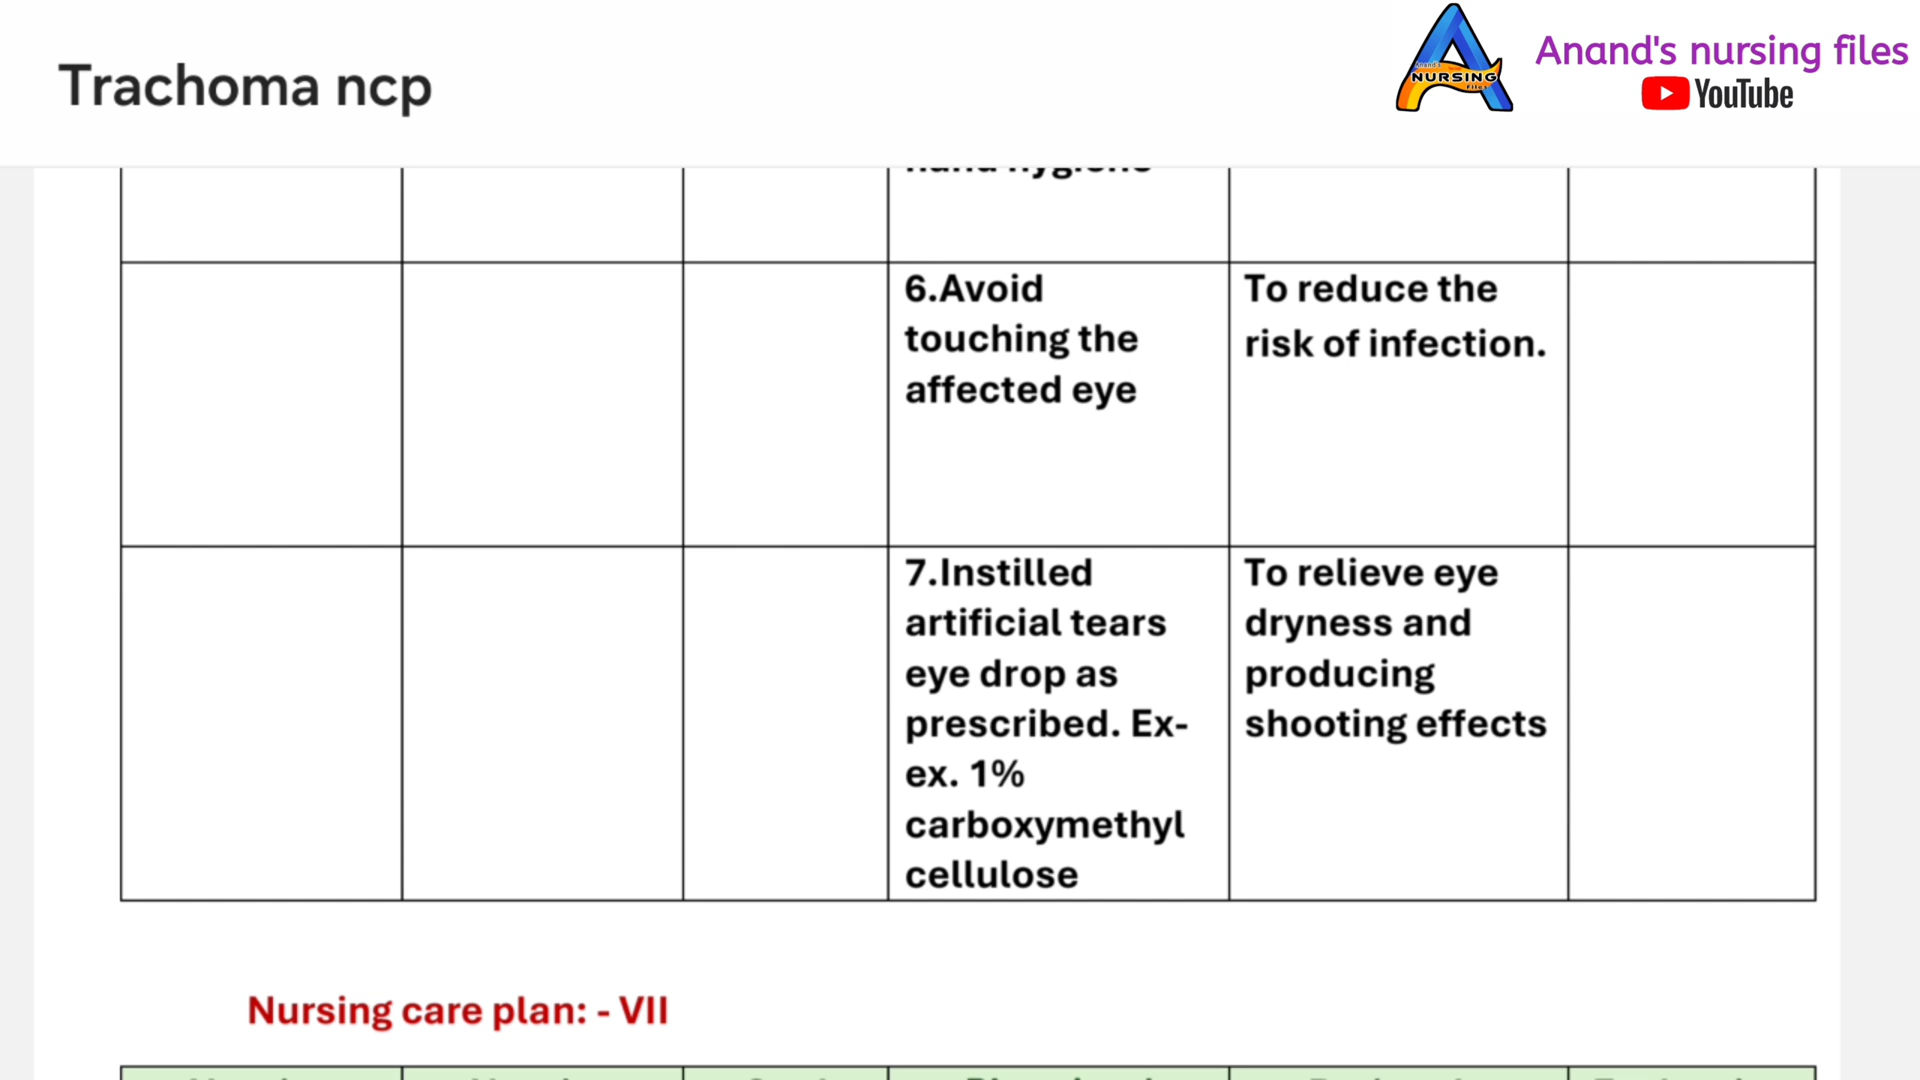 Trachoma ncp
NURSING
Anand's nursing files
YouTube
hand hygiene
6.Avoid
touching the
affected eye
To reduce the
risk of infection.
7.Instilled
artificial tears
eye drop as
prescribed. Ex-
ex. 1%
carboxymethyl
cellulose
To relieve eye
dryness and
producing
shooting effects
Nursing care plan: - VII